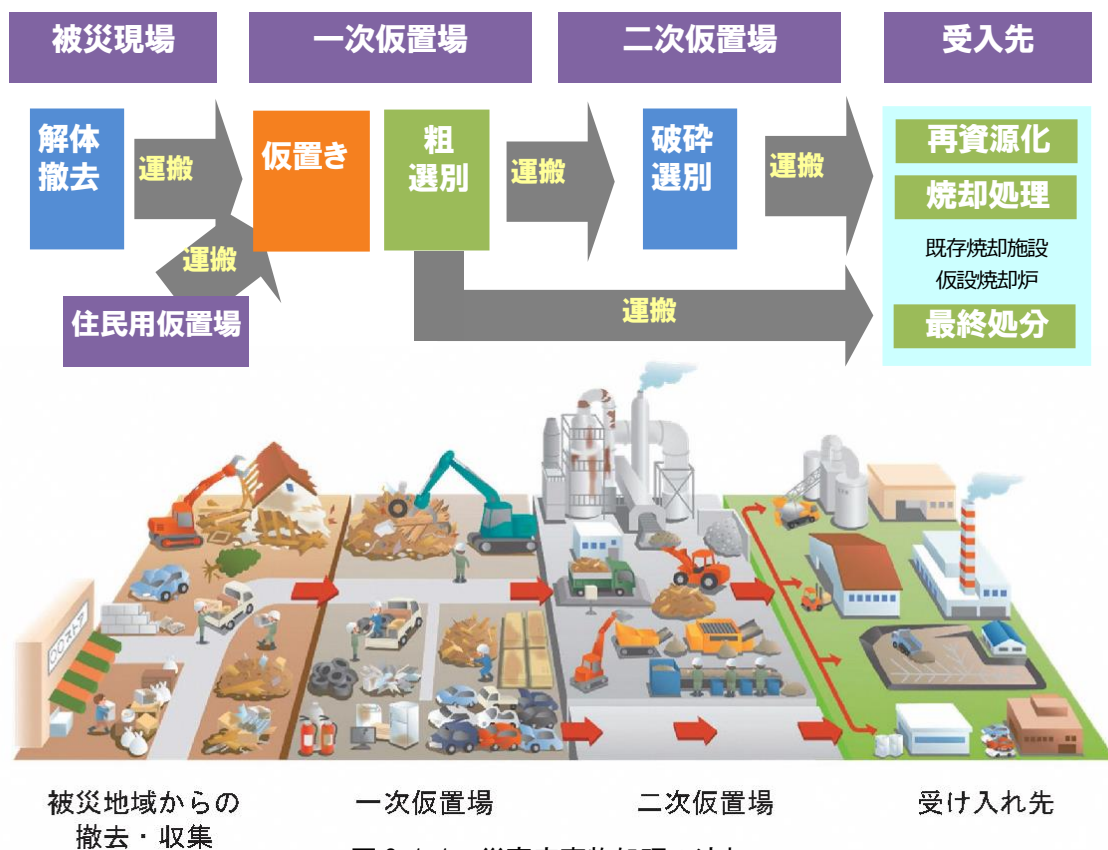 被災現場
一次仮置場
二次仮置場
受入先
解体
撤去
運搬
仮置き
粗
選別
運搬
破砕
選別
運搬
再資源化
焼却処理
既存焼却施設
仮設焼却炉
最終処分
運搬
住民用仮置場
運搬
〇〇ストア
被災地域からの
撤去・収集
一次仮置場
二次仮置場
受け入れ先